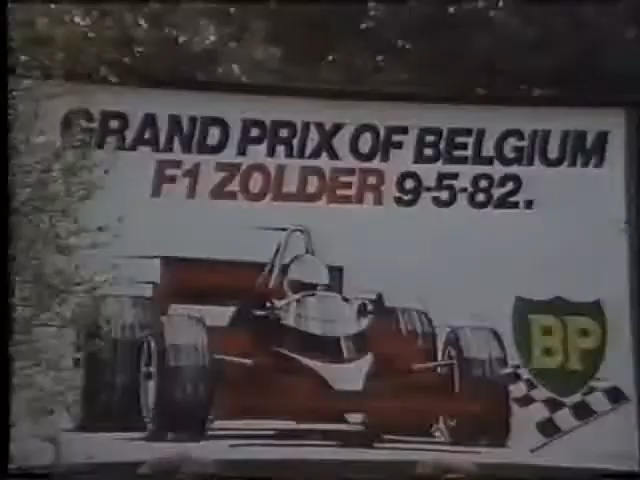 GRAND PRIX OF BELGIUM
F1 ZOLDER 9-5-82.
BP